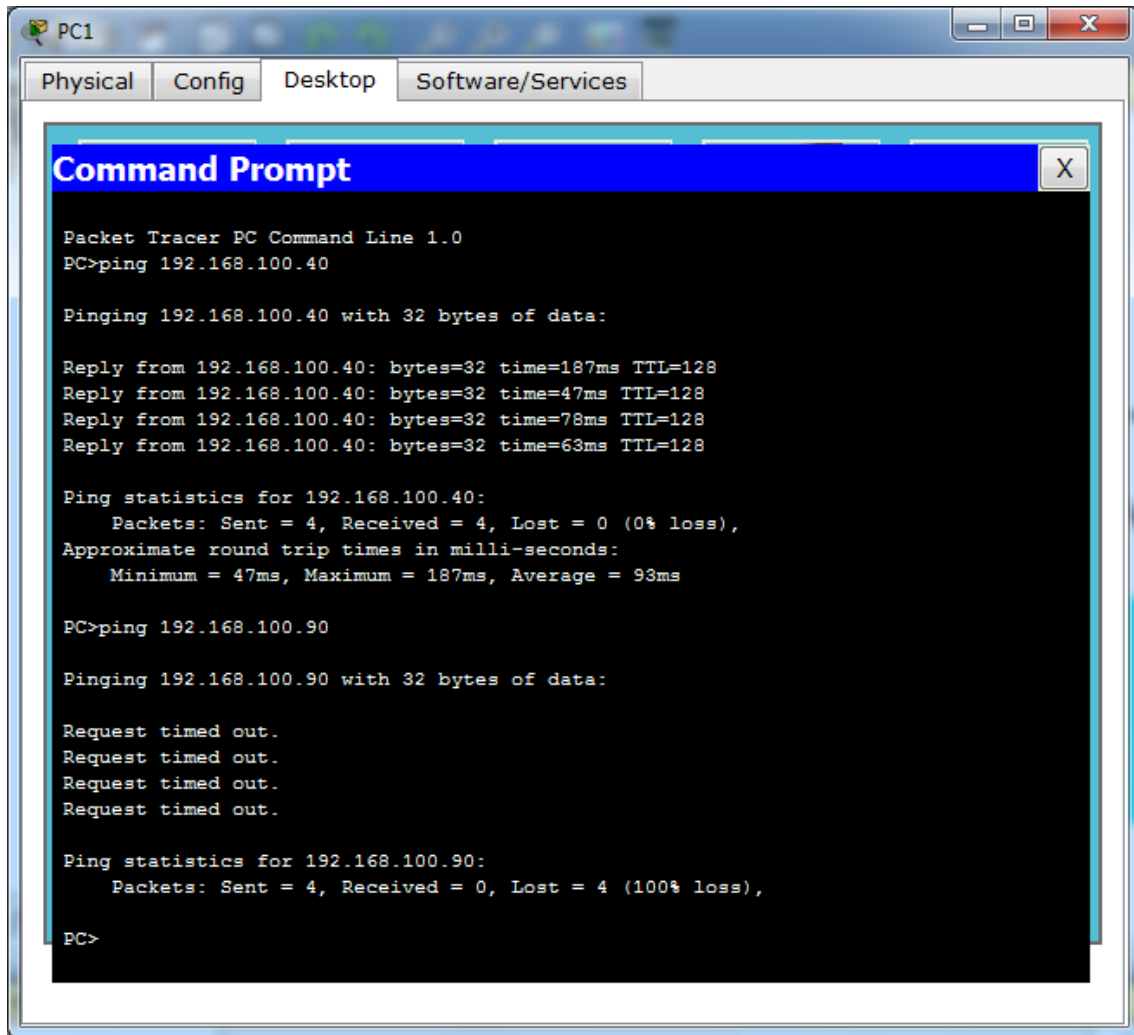 PC1
Physical Config Desktop Software/Services
Command Prompt
X
Packet Tracer PC Command Line 1.0
PC>ping 192.168.100.40
Pinging 192.168.100.40 with 32 bytes of data:
Reply from 192.168.100.40: bytes=32 time=187ms TTL=128
Reply from 192.168.100.40: bytes=32 time=47ms TTL=128
Reply from 192.168.100.40: bytes=32 time=78ms TTL=128
Reply from 192.168.100.40: bytes=32 time=63ms TTL=128
Ping statistics for 192.168.100.40:
Packets: Sent = 4, Received = 4, Lost = 0 (0% loss),
Approximate round trip times in milli-seconds:
Minimum = 47ms, Maximum = 187ms, Average = 93ms
PC>ping 192.168.100.90
Pinging 192.168.100.90 with 32 bytes of data:
Request timed out.
Request timed out.
Request timed out.
Request timed out.
Ping statistics for 192.168.100.90:
Packets: Sent = 4, Received = 0, Lost = 4 (100% loss),
PC>